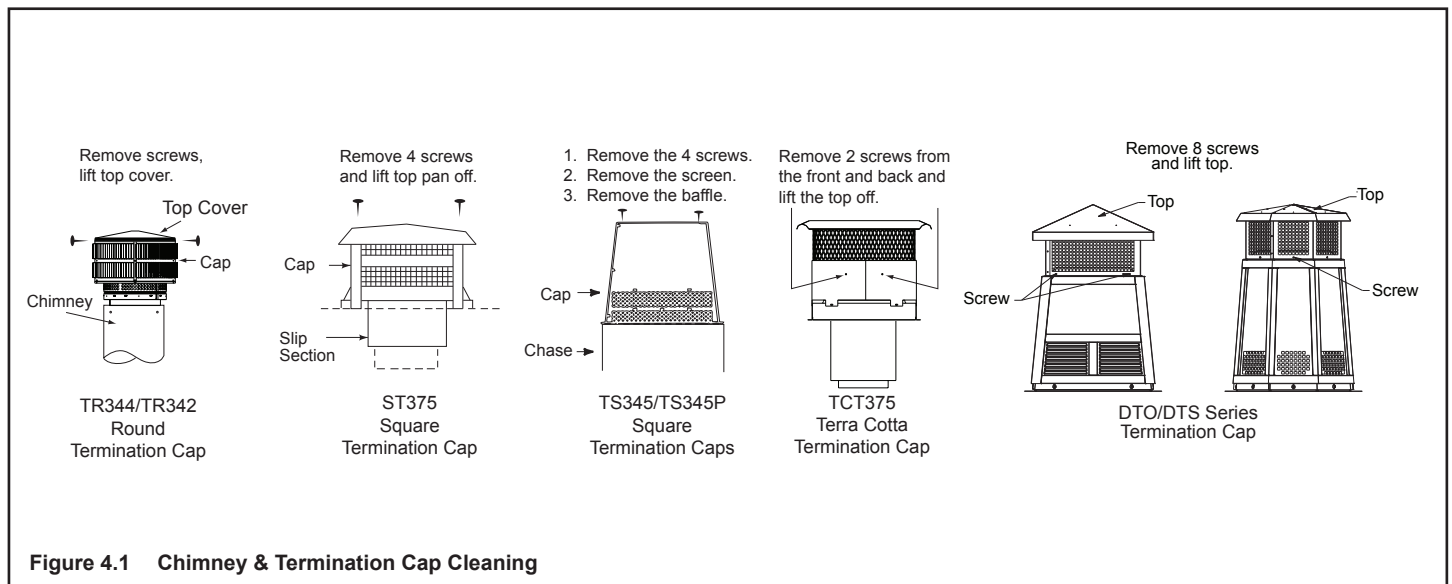 Remove screws,
lift top cover.
Top Cover
Cap
Chimney
TR344/TR342
Round
Termination Cap
Remove 4 screws
and lift top pan off.
Cap
Slip
Section
ST375
Square
Termination Cap
1. Remove the 4 screws.
2. Remove the screen.
3. Remove the baffle.
Cap
Chase
TS345/TS345P
Square
Termination Caps
Remove 2 screws from
the front and back and
lift the top off.
TCT375
Terra Cotta
Termination Cap
Remove 8 screws
and lift top.
Top
Top
Screw
Screw
DTO/DTS Series
Termination Cap
Figure 4.1 Chimney & Termination Cap Cleaning